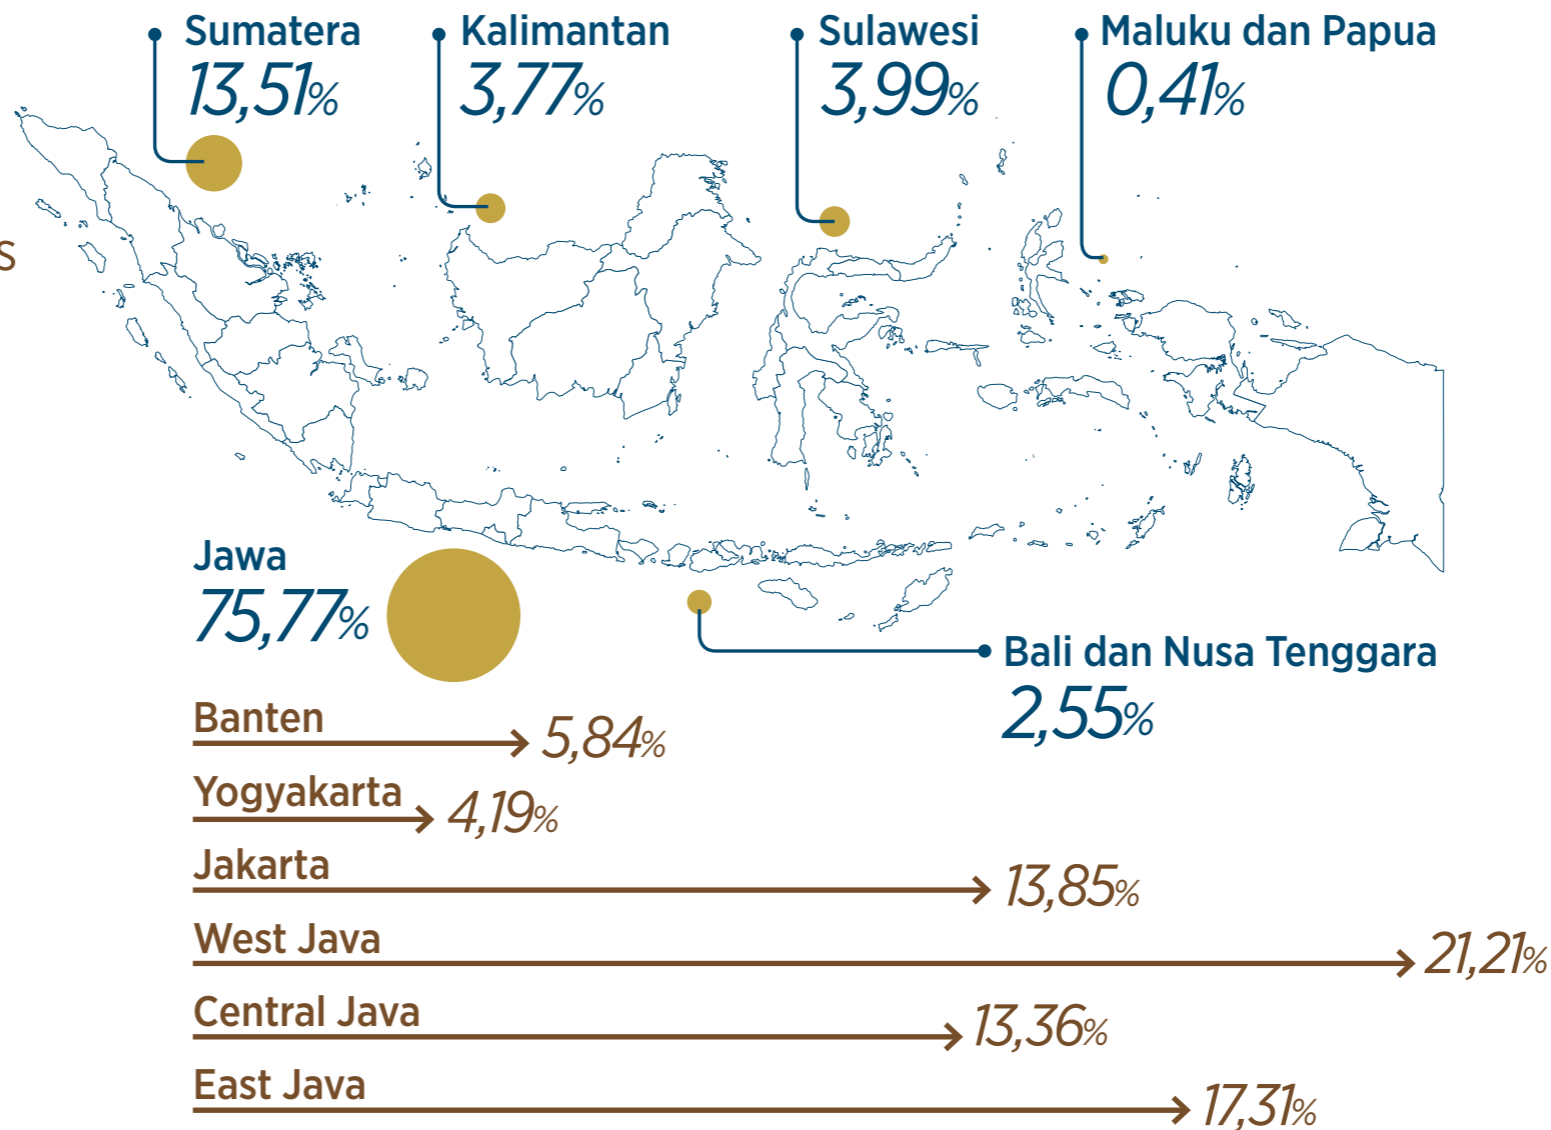 Sumatera
13,51%
Kalimantan
3,77%
Sulawesi
3,99%
Maluku dan Papua
0,41%
S
Jawa
75,77%
Bali dan Nusa Tenggara
2,55%
Banten
5,84%
Yogyakarta
4,19%
Jakarta
13,85%
West Java
21,21%
Central Java
13,36%
East Java
17,31%